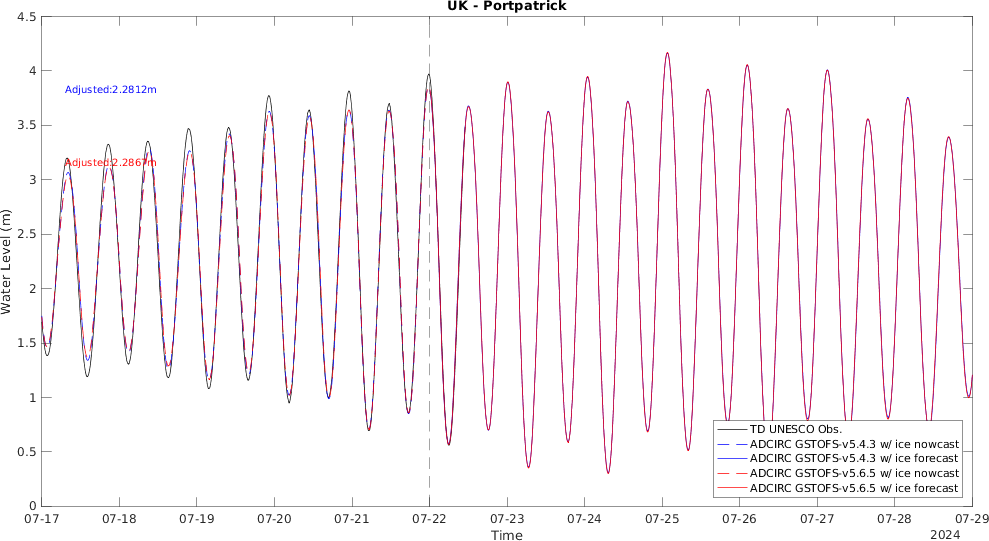 UK - Portpatrick
4.5
4
3.5
3
2.5
2
1.5
1
0.5
0
Water Level (m)
Adjusted:2.2812m
Adjusted:2.2867m
TD UNESCO Obs.
ADCIRC GSTOFS-v5.4.3 w/ ice nowcast
ADCIRC GSTOFS-v5.4.3 w/ ice forecast
ADCIRC GSTOFS-v5.6.5 w/ ice nowcast
ADCIRC GSTOFS-v5.6.5 w/ ice forecast
07-17 07-18 07-19 07-20 07-21 07-22 07-23 07-24 07-25 07-26 07-27 07-28 07-29
Time
2024